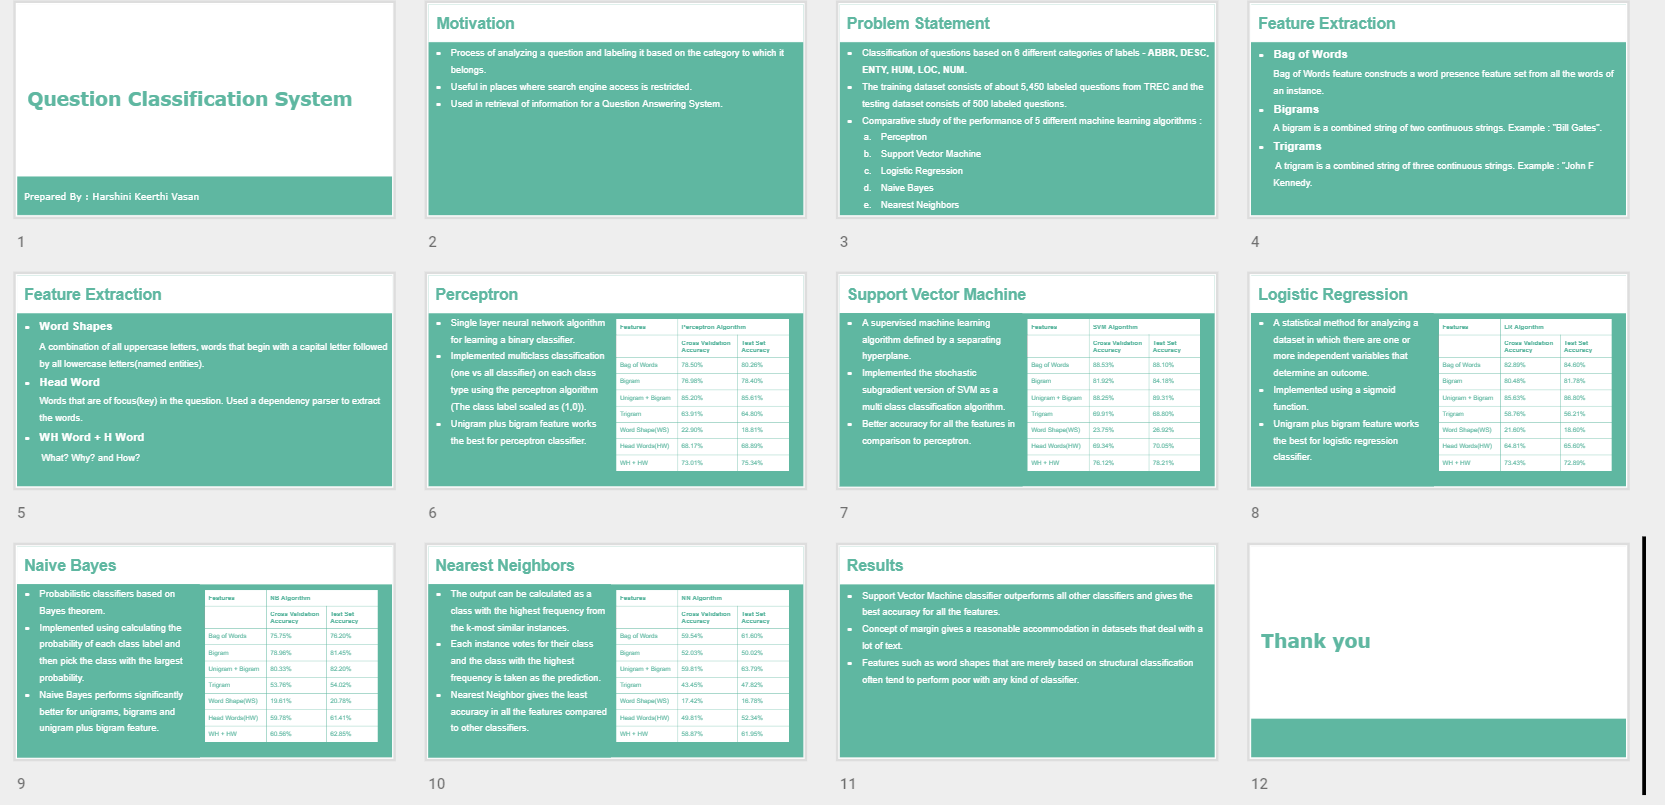 Question Classification System
Prepared By : Harshini Keerthi Vasan
1
Motivation
Process of analyzing a question and labeling it based on the category to which it
belongs.
Useful in places where search engine access is restricted.
Used in retrieval of information for a Question Answering System.
2
Problem Statement
Classification of questions based on 6 different categories of labels - ABBR, DESC,
ENTY, HUM, LOC, NUM.
The training dataset consists of about 5,450 labeled questions from TREC and the
testing dataset consists of 500 labeled questions.
Comparative study of the performance of 5 different machine learning algorithms :
a. Perceptron
b. Support Vector Machine
c. Logistic Regression
d. Naive Bayes
e. Nearest Neighbors
3
Feature Extraction
Bag of Words
Bag of Words feature constructs a word presence feature set from all the words of
an instance.
Bigrams
A bigram is a combined string of two continuous strings. Example : "Bill Gates".
Trigrams
A trigram is a combined string of three continuous strings. Example : "John F
Kennedy.
4
Feature Extraction
Word Shapes
A combination of all uppercase letters, words that begin with a capital letter followed
by all lowercase letters(named entities).
Head Word
Words that are of focus(key) in the question. Used a dependency parser to extract
the words.
WH Word + H Word
What? Why? and How?
5
Perceptron
Single layer neural network algorithm
for learning a binary classifier.
Implemented multiclass classification
(one vs all classifier) on each class
type using the perceptron algorithm
(The class label scaled as (1,0)).
Unigram plus bigram feature works
the best for perceptron classifier.
Features Perceptron Algorithm
Cross Validation Accuracy Test Set Accuracy
Bag of Words 78.50% 80.26%
Bigram 76.98% 78.40%
Unigram + Bigram 85.20% 85.61%
Trigram 63.91% 64.80%
Word Shape(WS) 22.90% 18.81%
Head Words(HW) 68.17% 68.89%
WH + HW 73.01% 75.34%
6
Support Vector Machine
A supervised machine learning
algorithm defined by a separating
hyperplane.
Implemented the stochastic
subgradient version of SVM as a
multi class classification algorithm.
Better accuracy for all the features in
comparison to perceptron.
Features SVM Algorithm
Cross Validation Accuracy Test Set Accuracy
Bag of Words 88.53% 88.10%
Bigram 81.92% 84.18%
Unigram + Bigram 88.25% 89.31%
Trigram 69.91% 68.80%
Word Shape(WS) 23.75% 26.92%
Head Words(HW) 69.34% 70.05%
WH + HW 76.12% 78.21%
7
Logistic Regression
A statistical method for analyzing a
dataset in which there are one or
more independent variables that
determine an outcome.
Implemented using a sigmoid
function.
Unigram plus bigram feature works
the best for logistic regression
classifier.
Features LR Algorithm
Cross Validation Accuracy Test Set Accuracy
Bag of Words 82.89% 84.60%
Bigram 80.48% 81.78%
Unigram + Bigram 85.63% 86.80%
Trigram 58.76% 56.21%
Word Shape(WS) 21.60% 18.60%
Head Words(HW) 64.81% 65.60%
WH + HW 73.43% 72.89%
8
Naive Bayes
Probabilistic classifiers based on
Bayes theorem.
Implemented using calculating the
probability of each class label and
then pick the class with the largest
probability.
Naive Bayes performs significantly
better for unigrams, bigrams and
unigram plus bigram feature.
Features NB Algorithm
Cross Validation Accuracy Test Set Accuracy
Bag of Words 75.75% 78.20%
Bigram 78.98% 81.45%
Unigram + Bigram 80.33% 82.20%
Trigram 53.76% 54.02%
Word Shape(WS) 19.61% 20.78%
Head Words(HW) 59.78% 61.41%
WH + HW 60.56% 62.85%
9
Nearest Neighbors
The output can be calculated as a
class with the highest frequency from
the k-most similar instances.
Each instance votes for their class
and the class with the highest
frequency is taken as the prediction.
Nearest Neighbor gives the least
accuracy in all the features compared
to other classifiers.
Features NN Algorithm
Cross Validation Accuracy Test Set Accuracy
Bag of Words 59.54% 61.60%
Bigram 52.03% 50.02%
Unigram + Bigram 59.81% 63.79%
Trigram 43.45% 47.82%
Word Shape(WS) 17.42% 16.78%
Head Words(HW) 49.81% 52.34%
WH + HW 58.87% 61.95%
10
Results
Support Vector Machine classifier outperforms all other classifiers and gives the
best accuracy for all the features.
Concept of margin gives a reasonable accommodation in datasets that deal with a
lot of text.
Features such as word shapes that are merely based on structural classification
often tend to perform poor with any kind of classifier.
11
Thank you
12